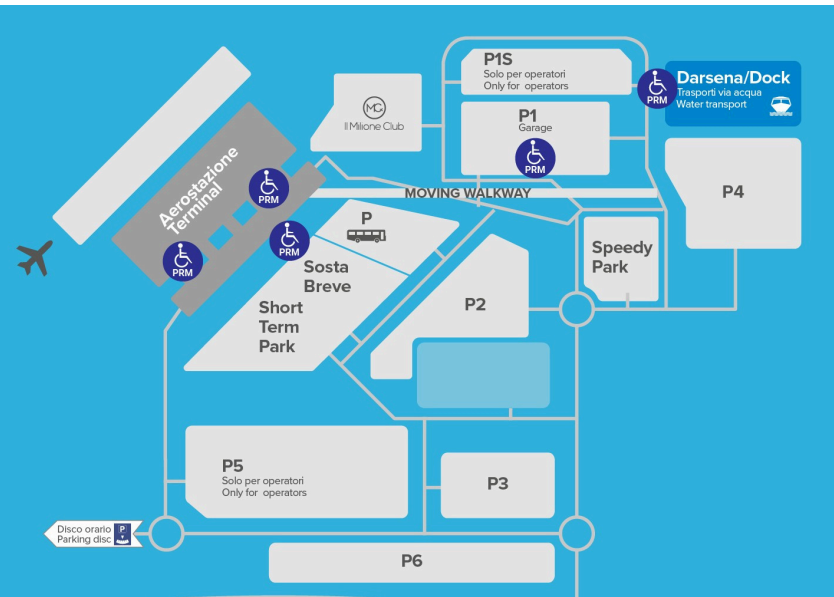 P1S
Solo per operatori
Only for operators
Darsena/Dock
Trasporti via acqua
Water transport
PRM
MG
Il Milione Club
P1
Garage
PRM
Aerostazione
Terminal
PRM
PRM
PRM
MOVING WALKWAY
P4
P
Sosta
Breve
Short
Term
Park
Speedy
Park
P2
P5
Solo per operatori
Only for operators
P3
Disco orario
Parking disc
P
P6